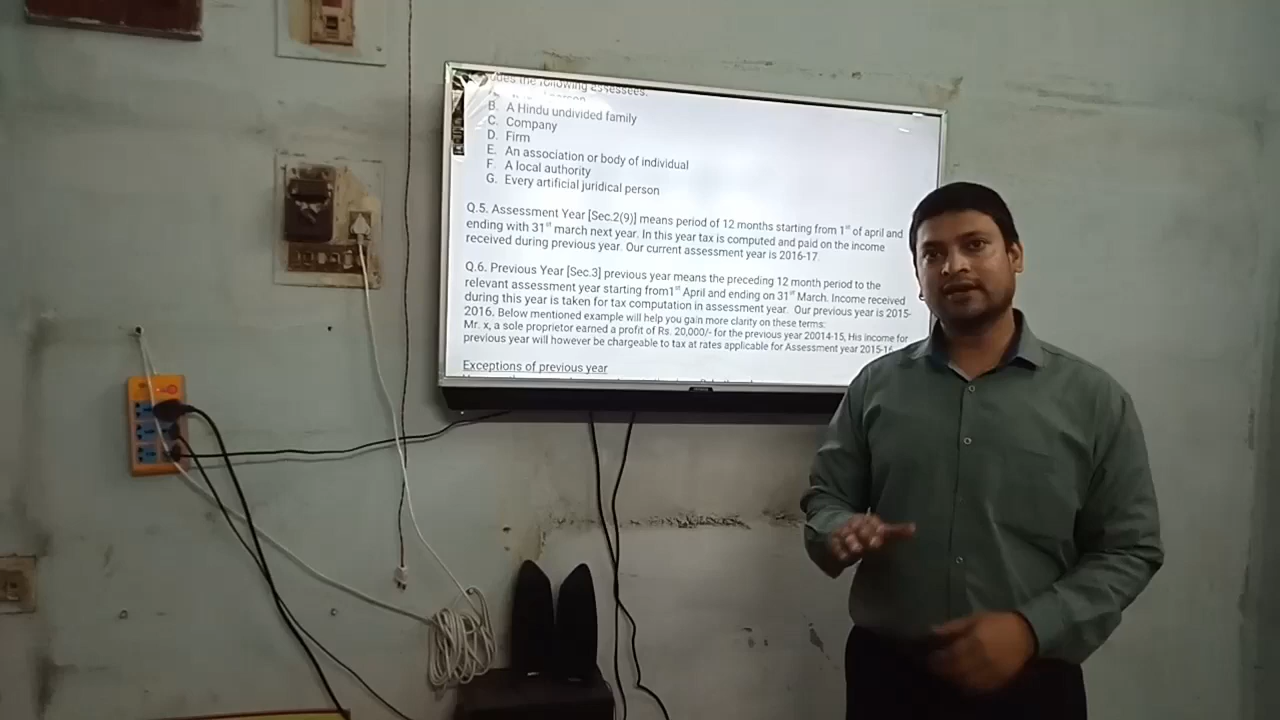 the following assessees:
B. A Hindu undivided family
C. Company
D. Firm
E. An association or body of individual
F. A local authority
G. Every artificial juridical person
Q.5. Assessment Year [Sec.2(9)] means period of 12 months starting from 1st of april and
ending with 31st march next year. In this year tax is computed and paid on the income
received during previous year. Our current assessment year is 2016-17.
Q.6. Previous Year [Sec.3] previous year means the preceding 12 month period to the
relevant assessment year starting from1st April and ending on 31st March. Income received
during this year is taken for tax computation in assessment year. Our previous year is 2015-
2016. Below mentioned example will help you gain more clarity on these terms:
Mr. x, a sole proprietor earned a profit of Rs. 20,000/- for the previous year 20014-15, His income for
previous year will however be chargeable to tax at rates applicable for Assessment year 2015-16
Exceptions of previous year